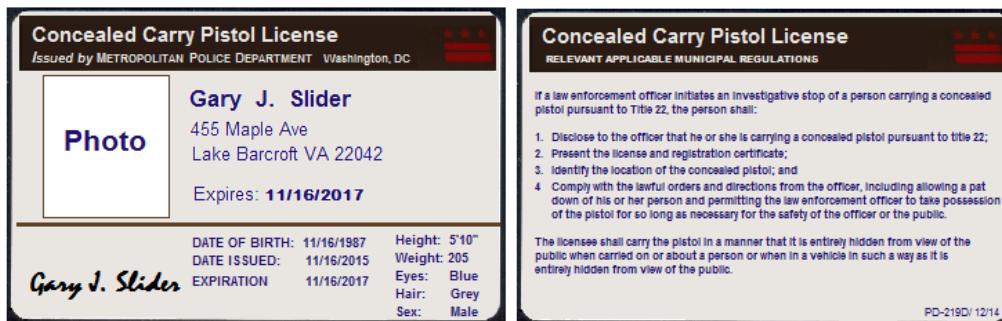 Concealed Carry Pistol License
Issued by METROPOLITAN POLICE DEPARTMENT Washington, DC
Photo
Gary J. Slider
455 Maple Ave
Lake Barcroft VA 22042
Expires: 11/16/2017
DATE OF BIRTH: 11/16/1987
DATE ISSUED: 11/16/2015
EXPIRATION 11/16/2017
Height: 5'10"
Weight: 205
Eyes: Blue
Hair: Grey
Sex: Male
Gary J. Slider
Concealed Carry Pistol License
RELEVANT APPLICABLE MUNICIPAL REGULATIONS
If a law enforcement officer initiates an investigative stop of a person carrying a concealed
pistol pursuant to Title 22, the person shall:
1. Disclose to the officer that he or she is carrying a concealed pistol pursuant to title 22;
2. Present the license and registration certificate;
3. Identify the location of the concealed pistol; and
4 Comply with the lawful orders and directions from the officer, including allowing a pat
down of his or her person and permitting the law enforcement officer to take possession
of the pistol for so long as necessary for the safety of the officer or the public.
The licensee shall carry the pistol in a manner that it is entirely hidden from view of the
public when carried on or about a person or when in a vehicle in such a way as it is
entirely hidden from view of the public.
PD-219D/ 12/14